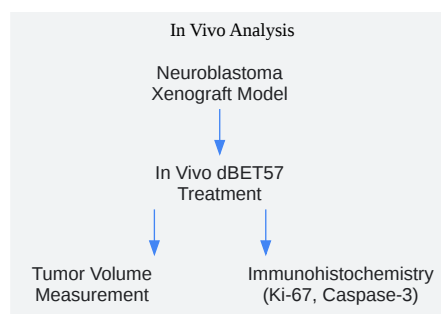 In Vivo Analysis
Neuroblastoma
Xenograft Model
In Vivo dBET57
Treatment
Tumor Volume
Measurement
Immunohistochemistry
(Ki-67, Caspase-3)